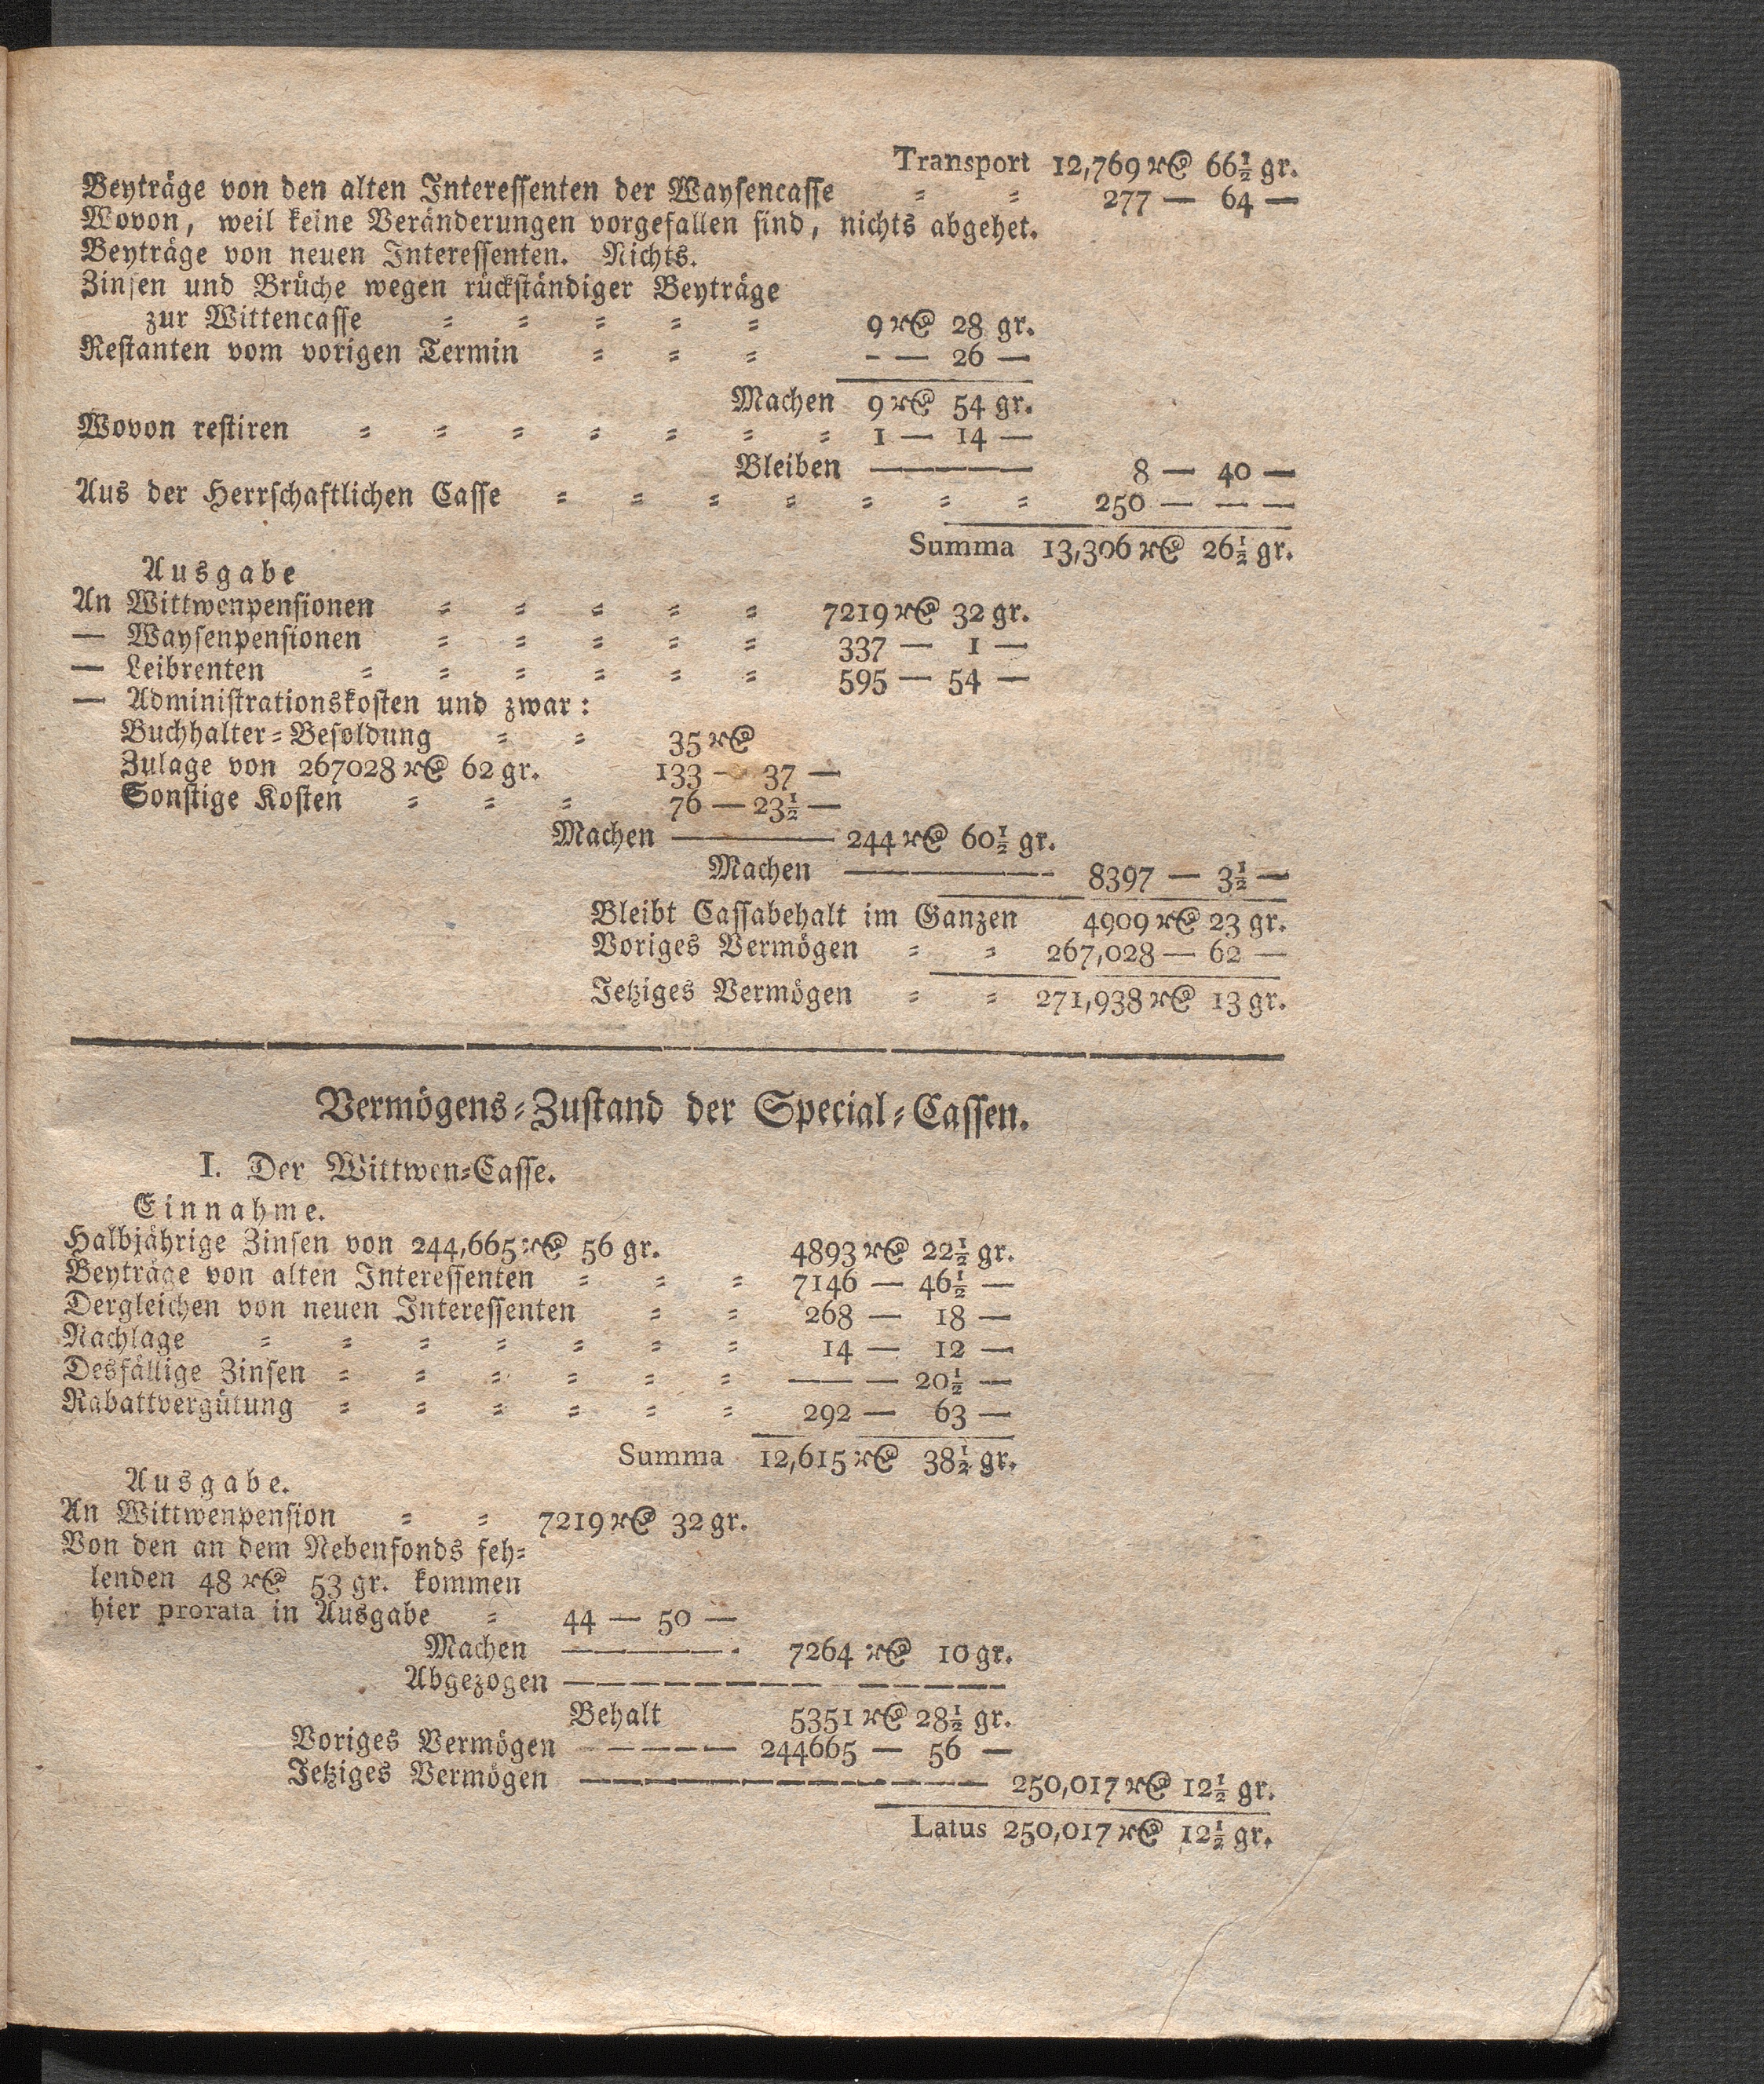 Transport 12,769 r℔ 66½ gr.
Beyträge von den alten Interessenten der Waysencasse = = 277 — 64 —
Wovon, weil keine Veränderungen vorgefallen sind, nichts abgehet.
Beyträge von neuen Interessenten. Nichts.
Zinsen und Brüche wegen rückständiger Beyträge
zur Wittencasse = = = = = 9 r℔ 28 gr.
Restanten vom vorigen Termin = = = - — 26 —
Machen 9 r℔ 54 gr.
Wovon restiren = = = = = = = 1 — 14 —
Bleiben ————— 8 — 40 —
Aus der Herrschaftlichen Casse = = = = = = = 250 — — —
Summa 13,306 r℔ 26½ gr.
Ausgabe
An Wittwenpensionen = = = = = 7219 r℔ 32 gr.
— Waysenpensionen = = = = = 337 — 1 —
— Leibrenten = = = = = = 595 — 54 —
— Administrationskosten und zwar:
Buchhalter=Besoldung = = 35 r℔
Zulage von 267028 r℔ 62 gr. 133 — 37 —
Sonstige Kosten = = = 76 — 23½ —
Machen ————— 244 r℔ 60½ gr.
Machen —————— 8397 — 3½ —
Bleibt Cassabehalt im Ganzen 4909 r℔ 23 gr.
Voriges Vermögen = = 267,028 — 62 —
Jetziges Vermögen = = 271,938 r℔ 13 gr.
Vermögens=Zustand der Special=Cassen.
I. Der Wittwen=Casse.
Einnahme.
Halbjährige Zinsen von 244,665 r℔ 56 gr. 4893 r℔ 22½ gr.
Beyträge von alten Interessenten = = = 7146 — 46½ —
Dergleichen von neuen Interessenten = = 268 — 18 —
Nachlage = = = = = = = 14 — 12 —
Desfällige Zinsen = = = = = = —— — 20½ —
Rabattvergütung = = = = = = 292 — 63 —
Summa 12,615 r℔ 38½ gr.
Ausgabe.
An Wittwenpension = = 7219 r℔ 32 gr.
Von den an dem Nebenfonds feh=
lenden 48 r℔ 53 gr. kommen
hier prorata in Ausgabe = 44 — 50 —
Machen —————— 7264 r℔ 10 gr.
Abgezogen ————————————
Behalt 5351 r℔ 28½ gr.
Voriges Vermögen ————— 244665 — 56 —
Jetziges Vermögen ———————————— 250,017 r℔ 12½ gr.
Latus 250,017 r℔ 12½ gr.